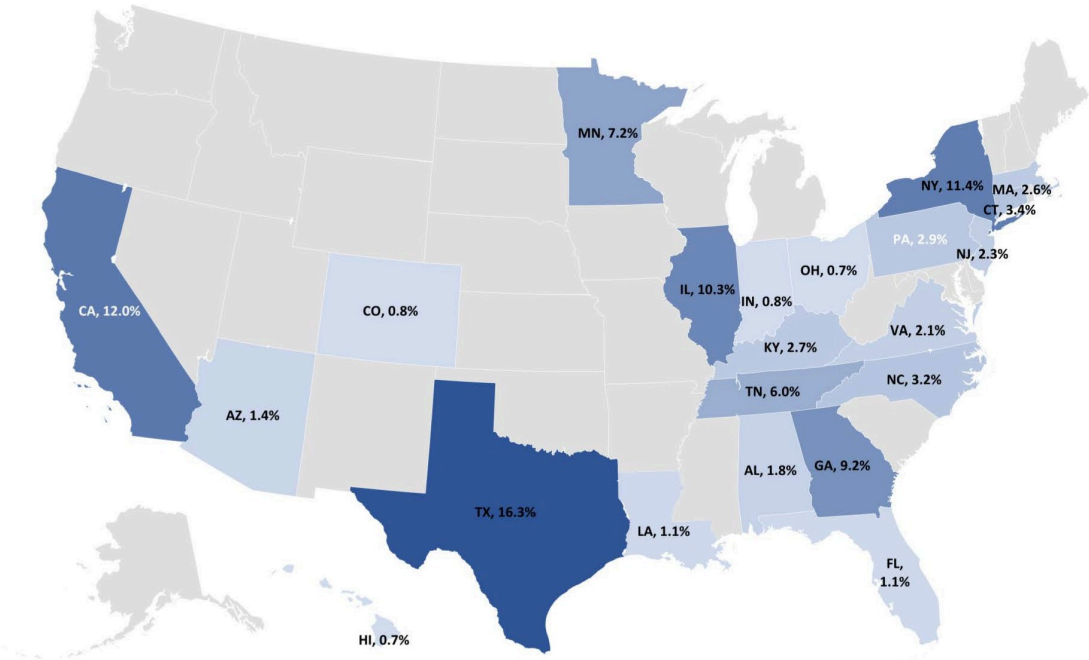 MN, 7.2%
NY, 11.4%
MA, 2.6%
CT, 3.4%
PA, 2.9%
NJ, 2.3%
OH, 0.7%
IL, 10.3%
IN, 0.8%
CA, 12.0%
CO, 0.8%
VA, 2.1%
KY, 2.7%
NC, 3.2%
TN, 6.0%
AZ, 1.4%
GA, 9.2%
AL, 1.8%
TX, 16.3%
LA, 1.1%
FL,
1.1%
HI, 0.7%